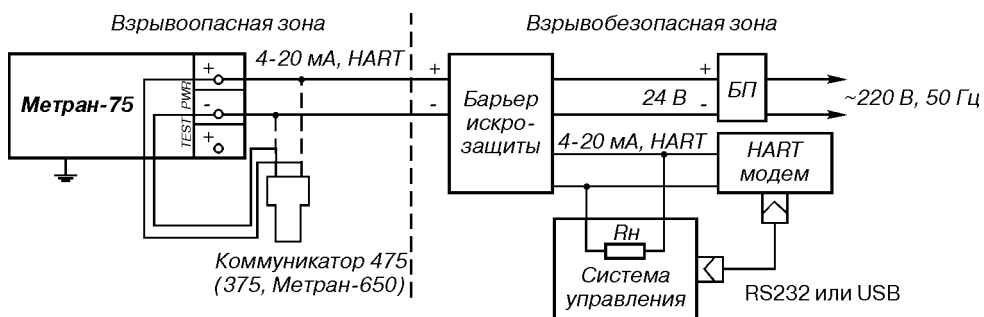 Взрывоопасная зона
Взрывобезопасная зона
4-20 мА, HART
+
-
Метран-75
+
-
+
PWR
TEST
Барьер
искро-
защиты
+
24 В
-
БП
~220 В, 50 Гц
4-20 мА, HART
HART
модем
Rн
Система
управления
RS232 или USB
Коммуникатор 475
(375, Метран-650)